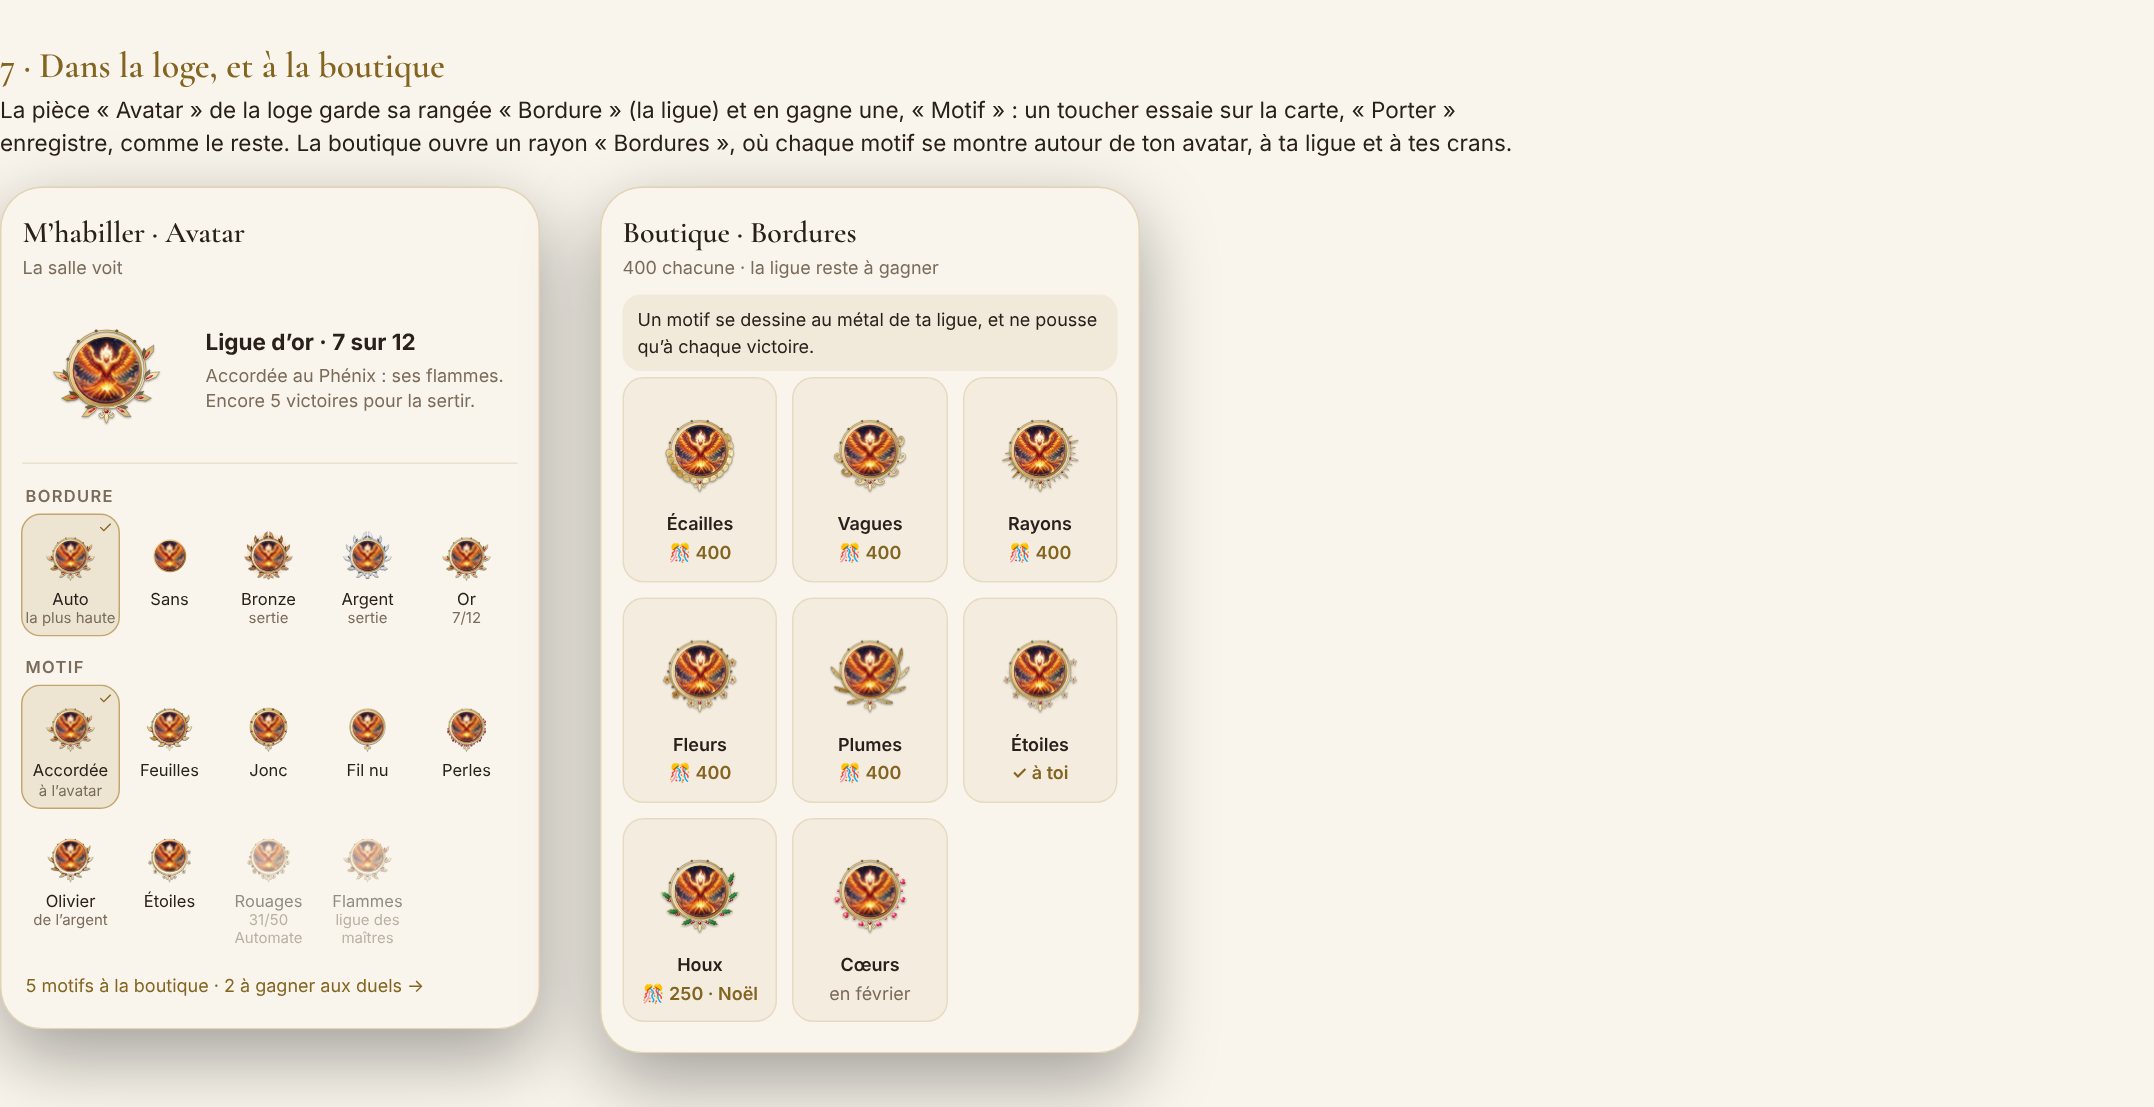 7 · Dans la loge, et à la boutique
La pièce « Avatar » de la loge garde sa rangée « Bordure » (la ligue) et en gagne une, « Motif » : un toucher essaie sur la carte, « Porter »
enregistre, comme le reste. La boutique ouvre un rayon « Bordures », où chaque motif se montre autour de ton avatar, à ta ligue et à tes crans.
M’habiller · Avatar
La salle voit
Ligue d’or · 7 sur 12
Accordée au Phénix : ses flammes.
Encore 5 victoires pour la sertir.
BORDURE
Auto
la plus haute
Sans
Bronze
sertie
Argent
sertie
Or
7/12
MOTIF
Accordée
à l’avatar
Feuilles
Jonc
Fil nu
Perles
Olivier
de l’argent
Étoiles
Rouages
31/50
Automate
Flammes
ligue des
maîtres
5 motifs à la boutique · 2 à gagner aux duels →
Boutique · Bordures
400 chacune · la ligue reste à gagner
Un motif se dessine au métal de ta ligue, et ne pousse
qu’à chaque victoire.
Écailles
400
Vagues
400
Rayons
400
Fleurs
400
Plumes
400
Étoiles
✓ à toi
Houx
250 · Noël
Cœurs
en février